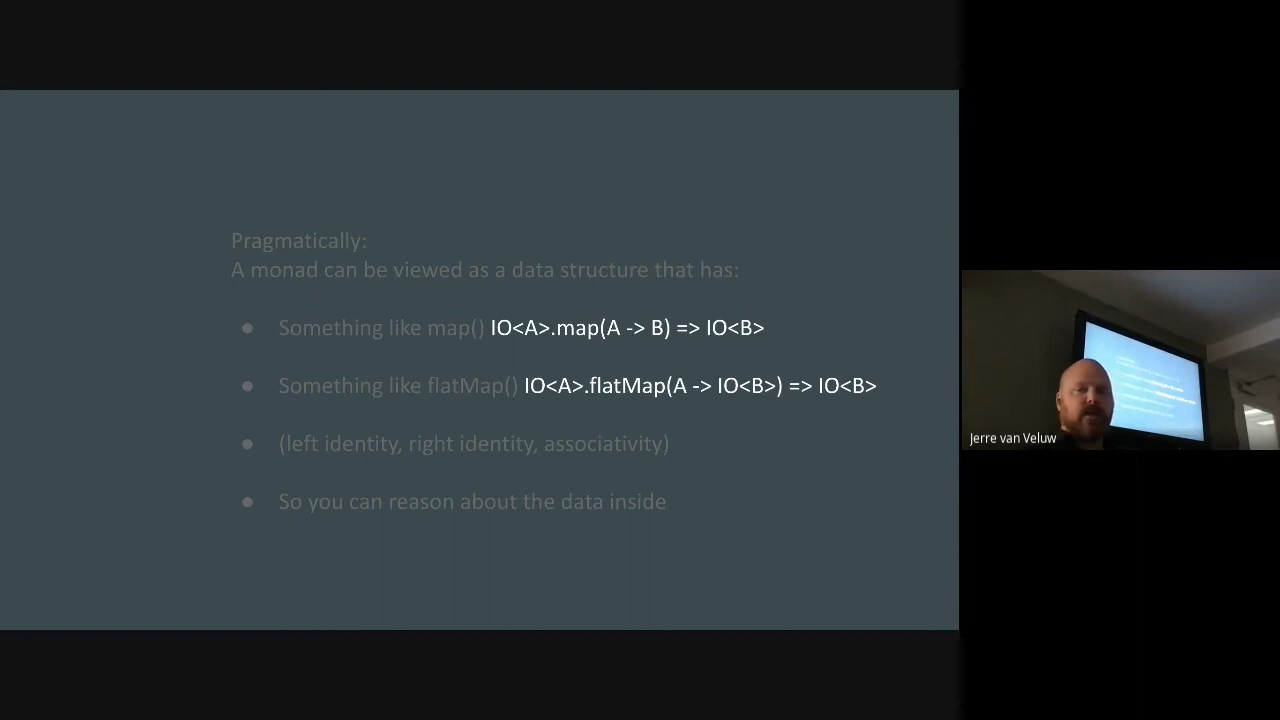 Pragmatically:
A monad can be viewed as a data structure that has:
● Something like map() IO<A>.map(A -> B) => IO<B>
● Something like flatMap() IO<A>.flatMap(A -> IO<B>) => IO<B>
● (left identity, right identity, associativity)
● So you can reason about the data inside
Jerre van Veluw